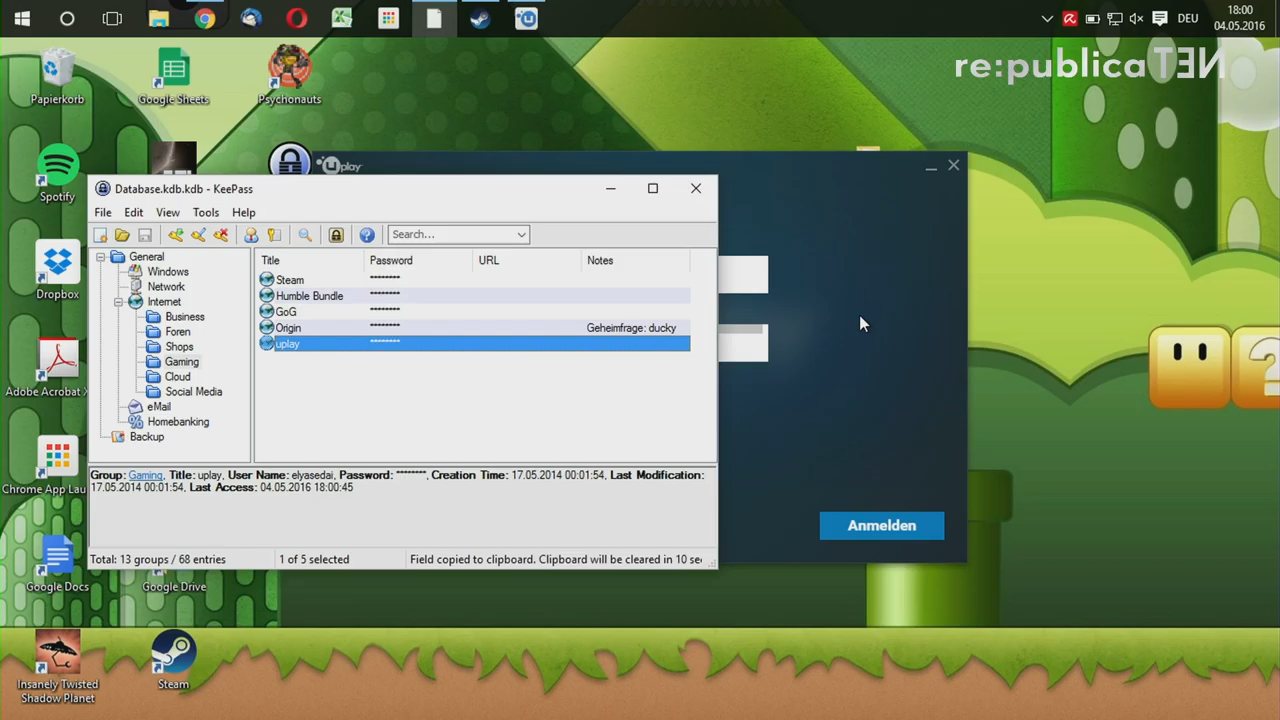 DEU
18:00
04.05.2016
re:publica TEN
Papierkorb
Google Sheets
Psychonauts
Spotify
Dropbox
Adobe Acrobat
Chrome App Lau
Google Docs
Google Drive
Insanely Twisted
Shadow Planet
Steam
uplay
Anmelden
Database.kdb.kdb - KeePass
File Edit View Tools Help
Search...
General
Windows
Network
Internet
Business
Foren
Shops
Gaming
Cloud
Social Media
eMail
Homebanking
Backup
Title Password URL Notes
Steam ********
Humble Bundle ********
GoG ********
Origin ******** Geheimfrage: ducky
uplay ********
Group: Gaming, Title: uplay, User Name: elyasedai, Password: ********, Creation Time: 17.05.2014 00:01:54, Last Modification:
17.05.2014 00:01:54, Last Access: 04.05.2016 18:00:45
Total: 13 groups / 68 entries 1 of 5 selected Field copied to clipboard. Clipboard will be cleared in 10 sec